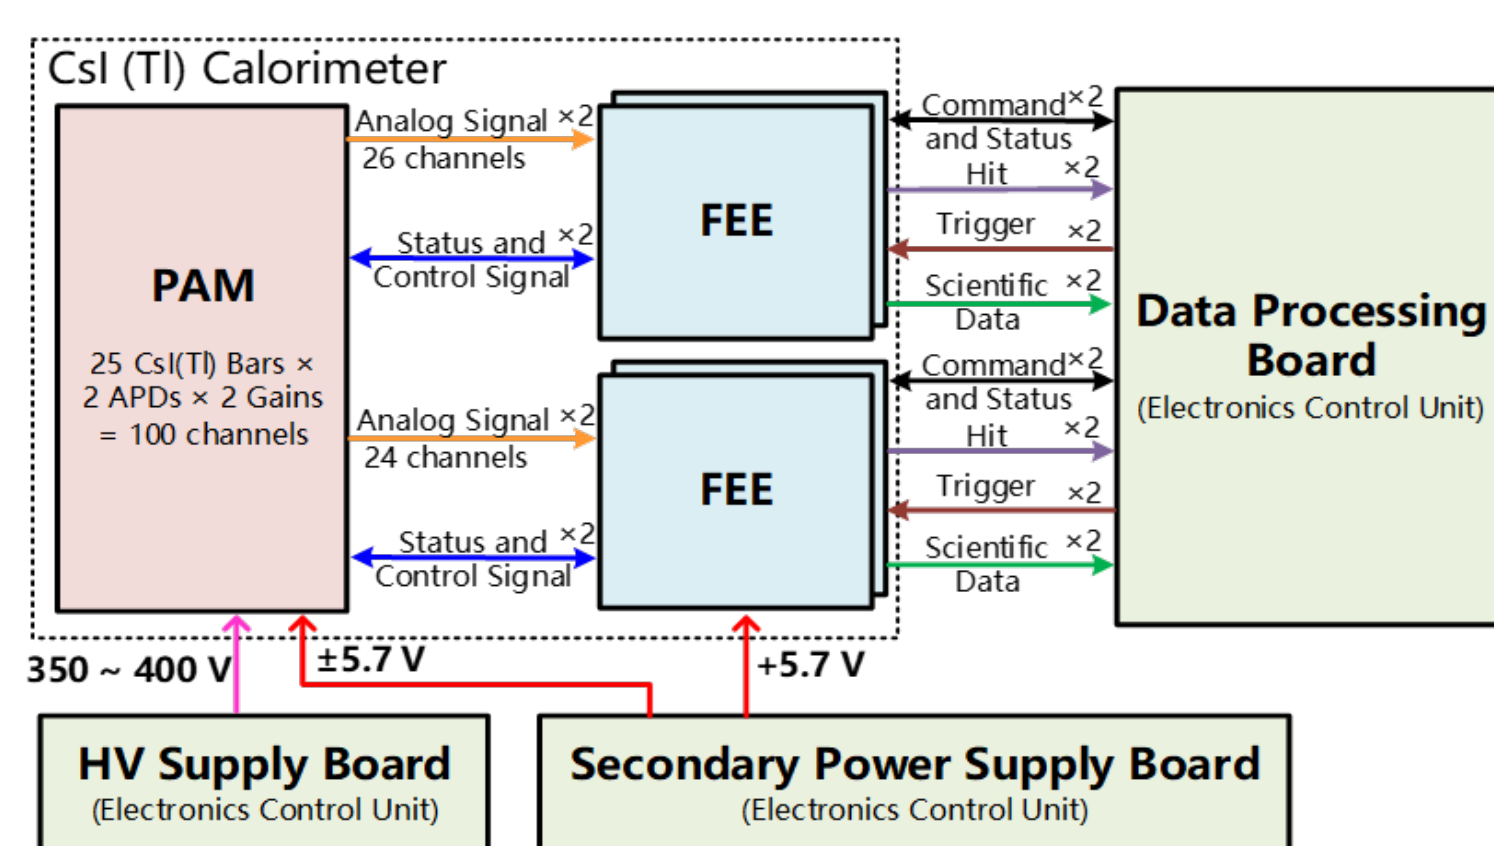 CsI (Tl) Calorimeter
PAM
25 CsI(Tl) Bars ×
2 APDs × 2 Gains
= 100 channels
Analog Signal ×2
26 channels
Status and ×2
Control Signal
Analog Signal ×2
24 channels
Status and ×2
Control Signal
FEE
FEE
Command ×2
and Status
Hit ×2
Trigger ×2
Scientific ×2
Data
Command ×2
and Status
Hit ×2
Trigger ×2
Scientific ×2
Data
Data Processing
Board
(Electronics Control Unit)
350 ~ 400 V
±5.7 V
+5.7 V
HV Supply Board
(Electronics Control Unit)
Secondary Power Supply Board
(Electronics Control Unit)